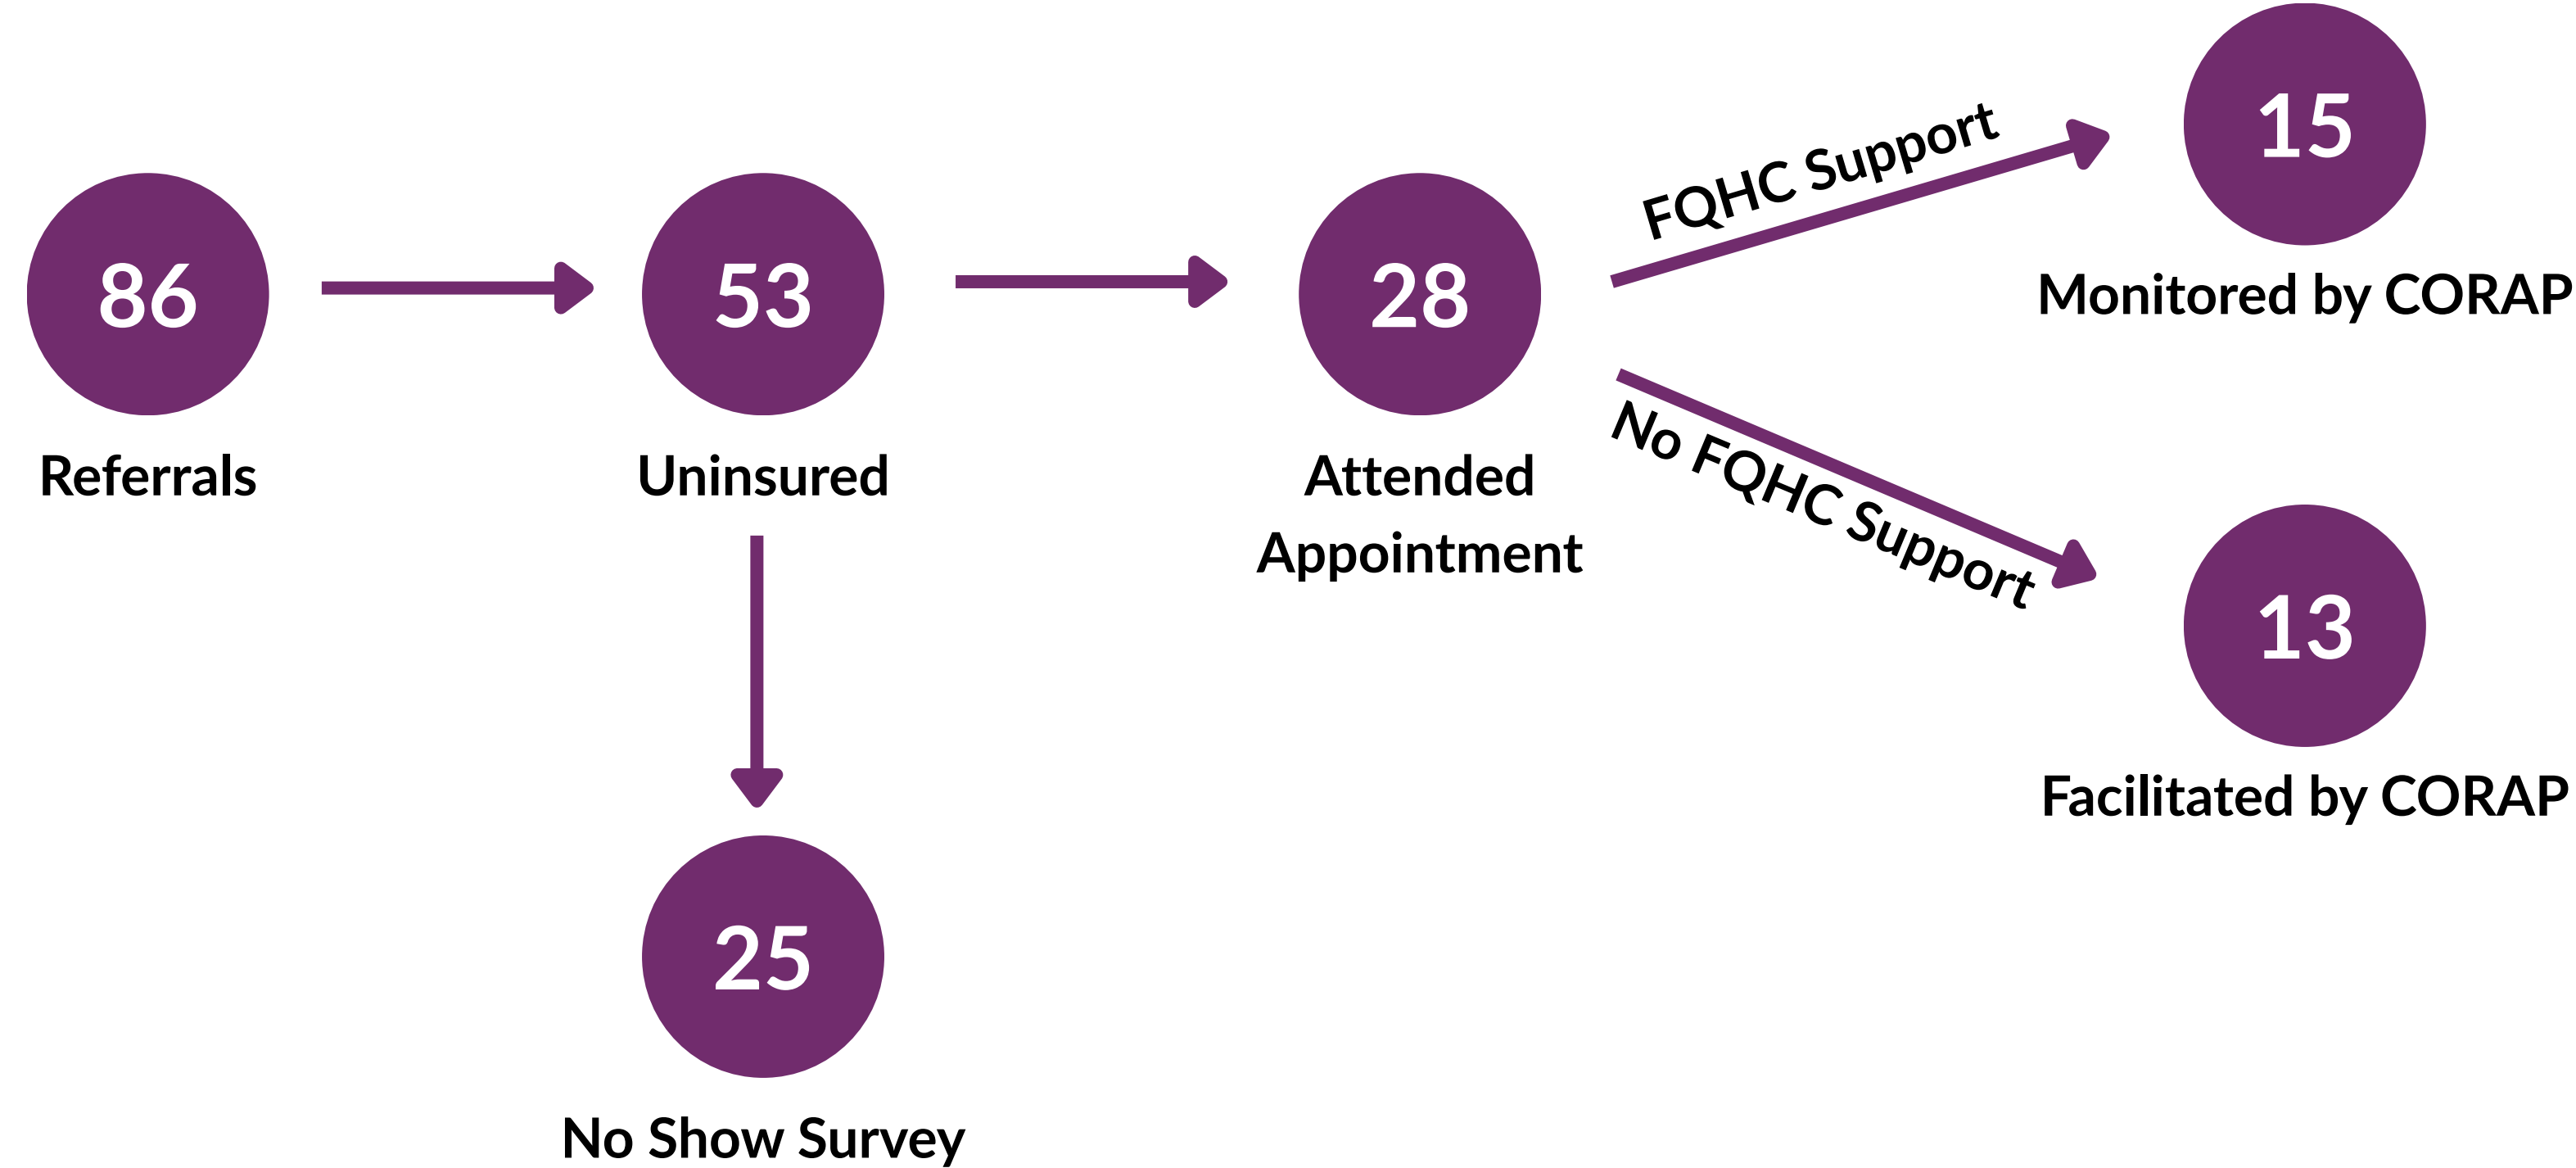 86
Referrals
53
Uninsured
25
No Show Survey
28
Attended
Appointment
FQHC Support
15
Monitored by CORAP
No FQHC Support
13
Facilitated by CORAP